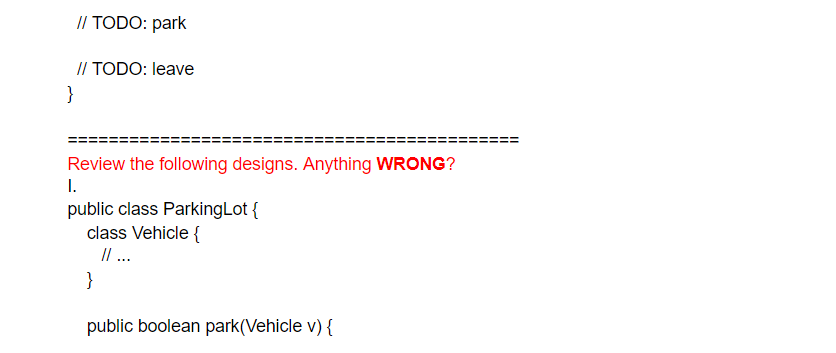 // TODO: park
// TODO: leave
}
============================================
Review the following designs. Anything WRONG?
I.
public class ParkingLot {
class Vehicle {
// ...
}
public boolean park(Vehicle v) {